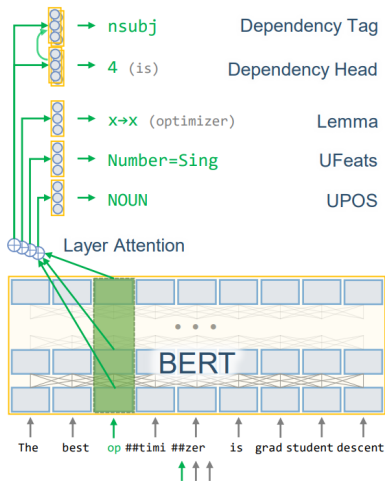 nsubj Dependency Tag
4 (is) Dependency Head
x→x (optimizer) Lemma
Number=Sing UFeats
NOUN UPOS
Layer Attention
BERT
The best op ##timi ##zer is grad student descent